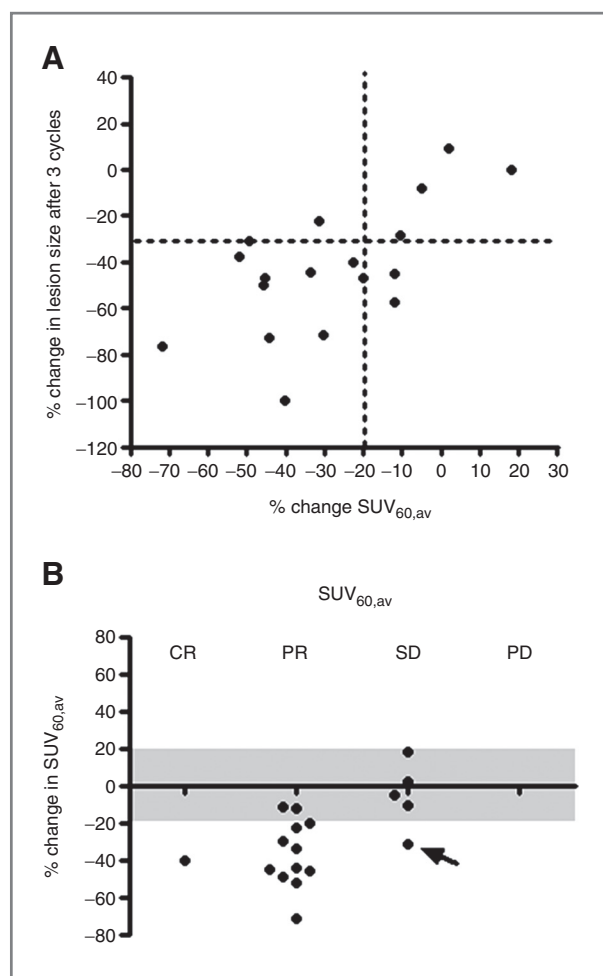 A
% change in lesion size after 3 cycles
40
20
0
−20
−40
−60
−80
−100
−120
−80 −70 −60 −50 −40 −30 −20 −10 0 10 20 30
% change SUV60,av
B
SUV60,av
% change in SUV60,av
CR PR SD PD
80
60
40
20
0
−20
−40
−60
−80